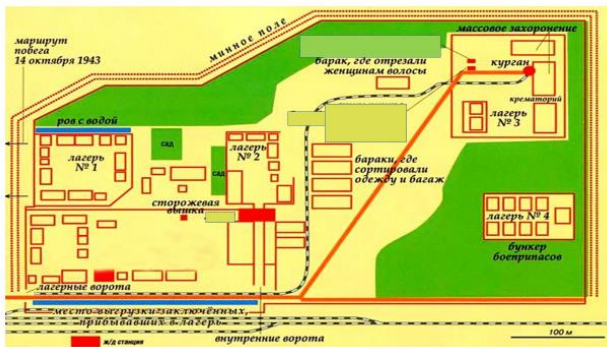 маршрут
побега
14 октября 1943
минное поле
массовое захоронение
курган
барак, где отрезали
женщинам волосы
крематорий
лагерь
№ 3
ров с водой
лагерь
№ 1
сад
сад
лагерь
№ 2
бараки, где
сортировали
одежду и багаж
сторожевая
вышка
лагерь № 4
бункер
боеприпасов
лагерные ворота
место выгрузки заключённых,
прибывавших в лагерь
внутренние ворота
ж/д станция
100 м